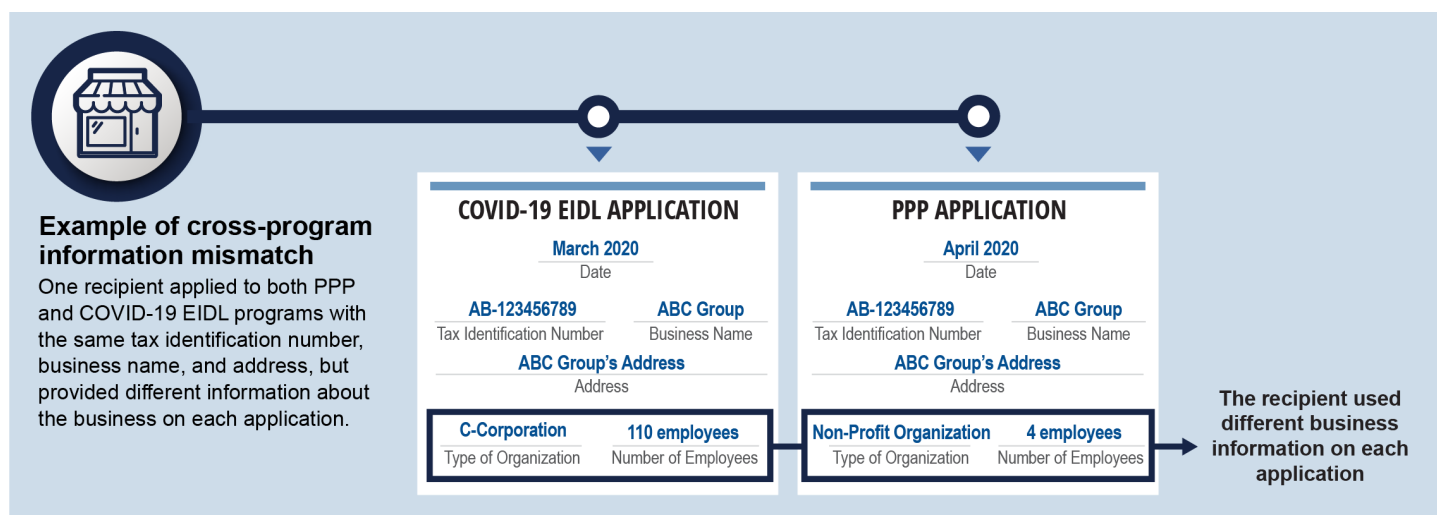 Example of cross-program
information mismatch
One recipient applied to both PPP
and COVID-19 EIDL programs with
the same tax identification number,
business name, and address, but
provided different information about
the business on each application.
COVID-19 EIDL APPLICATION
March 2020
Date
AB-123456789 ABC Group
Tax Identification Number Business Name
ABC Group's Address
Address
C-Corporation 110 employees
Type of Organization Number of Employees
PPP APPLICATION
April 2020
Date
AB-123456789 ABC Group
Tax Identification Number Business Name
ABC Group's Address
Address
Non-Profit Organization 4 employees
Type of Organization Number of Employees
The recipient used
different business
information on each
application